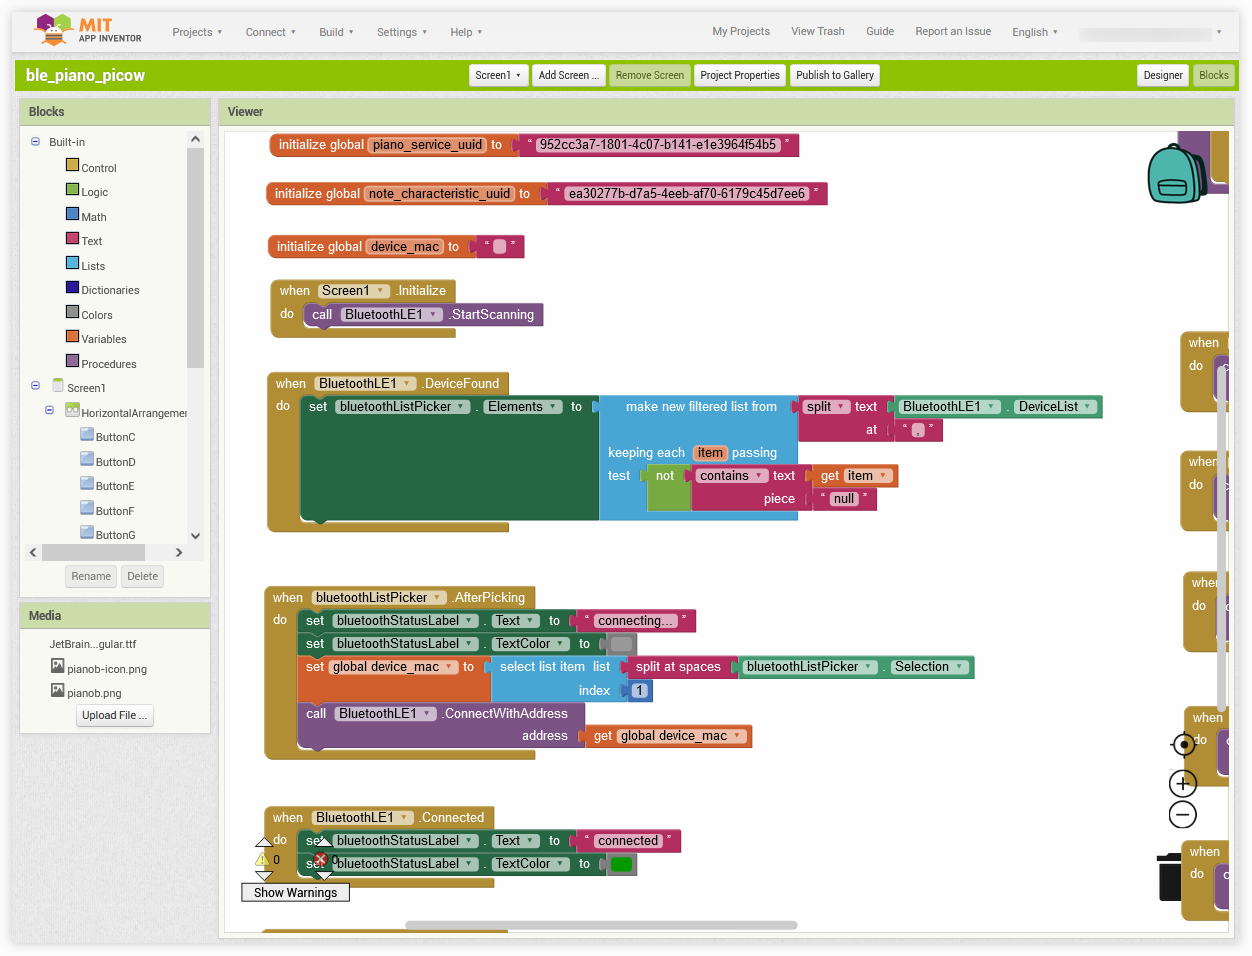 MIT
APP INVENTOR
Projects
Connect
Build
Settings
Help
My Projects
View Trash
Guide
Report an Issue
English
ble_piano_picow
Screen1
Add Screen ...
Remove Screen
Project Properties
Publish to Gallery
Designer
Blocks
Blocks
Built-in
Control
Logic
Math
Text
Lists
Dictionaries
Colors
Variables
Procedures
Screen1
HorizontalArrangemer
ButtonC
ButtonD
ButtonE
ButtonF
ButtonG
Rename
Delete
Media
JetBrain...gular.ttf
pianob-icon.png
pianob.png
Upload File ...
Viewer
initialize global piano_service_uuid to “ 952cc3a7-1801-4c07-b141-e1e3964f54b5 ”
initialize global note_characteristic_uuid to “ ea30277b-d7a5-4eeb-af70-6179c45d7ee6 ”
initialize global device_mac to “ ”
when Screen1 .Initialize
do call BluetoothLE1 .StartScanning
when BluetoothLE1 .DeviceFound
do set bluetoothListPicker . Elements to make new filtered list from split text BluetoothLE1 . DeviceList
at “ , ”
keeping each item passing
test not contains text get item
piece “ null ”
when bluetoothListPicker .AfterPicking
do set bluetoothStatusLabel . Text to “ connecting... ”
set bluetoothStatusLabel . TextColor to
set global device_mac to select list item list split at spaces bluetoothListPicker . Selection
index 1
call BluetoothLE1 .ConnectWithAddress
address get global device_mac
when BluetoothLE1 .Connected
do set bluetoothStatusLabel . Text to “ connected ”
set bluetoothStatusLabel . TextColor to
0
0
Show Warnings
when
do
when
do
when
do
when
do
when
do